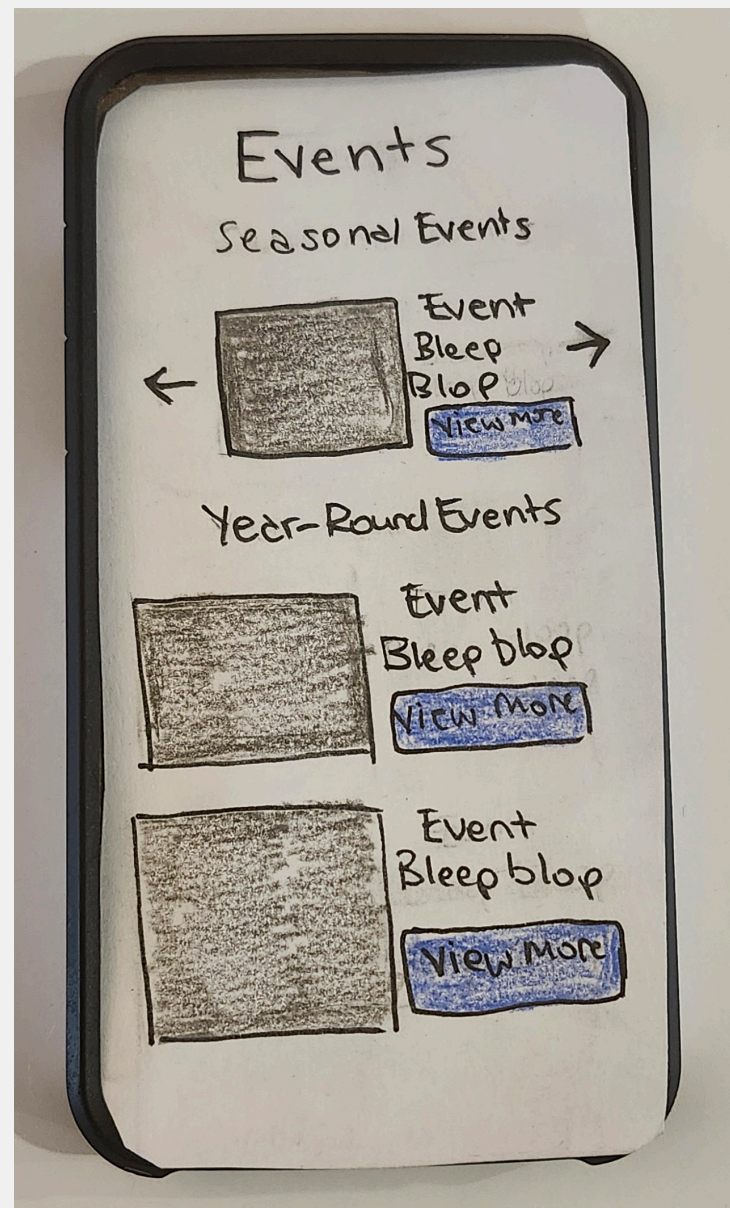 Events
Seasonal Events
Event
Bleep
Blop
View more
Year-Round Events
Event
Bleep blop
View More
Event
Bleep blop
View More